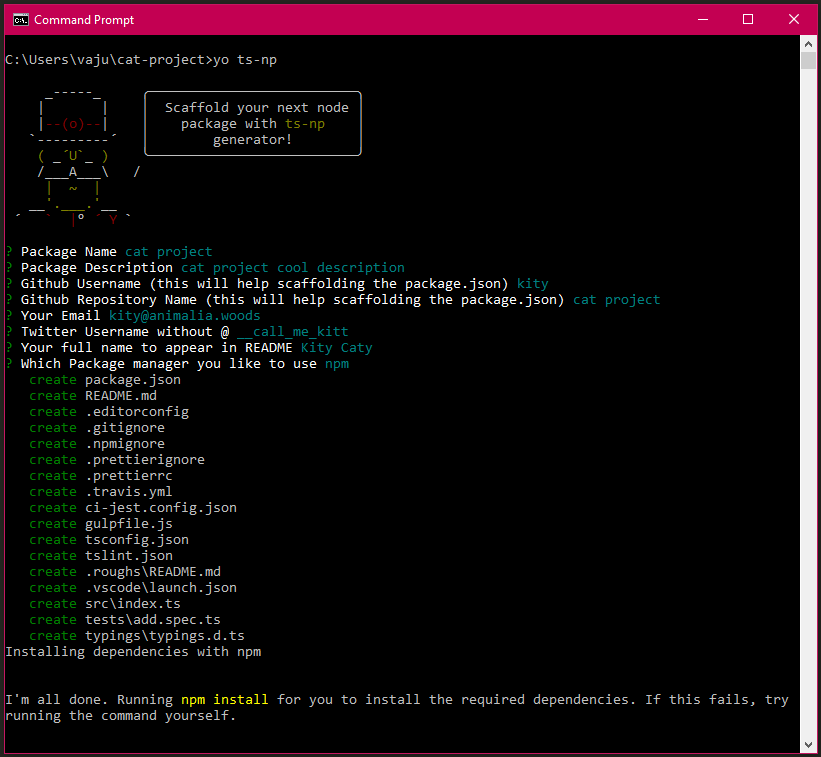 Command Prompt
C:\Users\vaju\cat-project>yo ts-np
Scaffold your next node
package with ts-np
generator!
? Package Name cat project
? Package Description cat project cool description
? Github Username (this will help scaffolding the package.json) kity
? Github Repository Name (this will help scaffolding the package.json) cat project
? Your Email kity@animalia.woods
? Twitter Username without @ __call_me_kitt
? Your full name to appear in README Kity Caty
? Which Package manager you like to use npm
create package.json
create README.md
create .editorconfig
create .gitignore
create .npmignore
create .prettierignore
create .prettierrc
create .travis.yml
create ci-jest.config.json
create gulpfile.js
create tsconfig.json
create tslint.json
create .roughs\README.md
create .vscode\launch.json
create src\index.ts
create tests\add.spec.ts
create typings\typings.d.ts
Installing dependencies with npm
I'm all done. Running npm install for you to install the required dependencies. If this fails, try
running the command yourself.